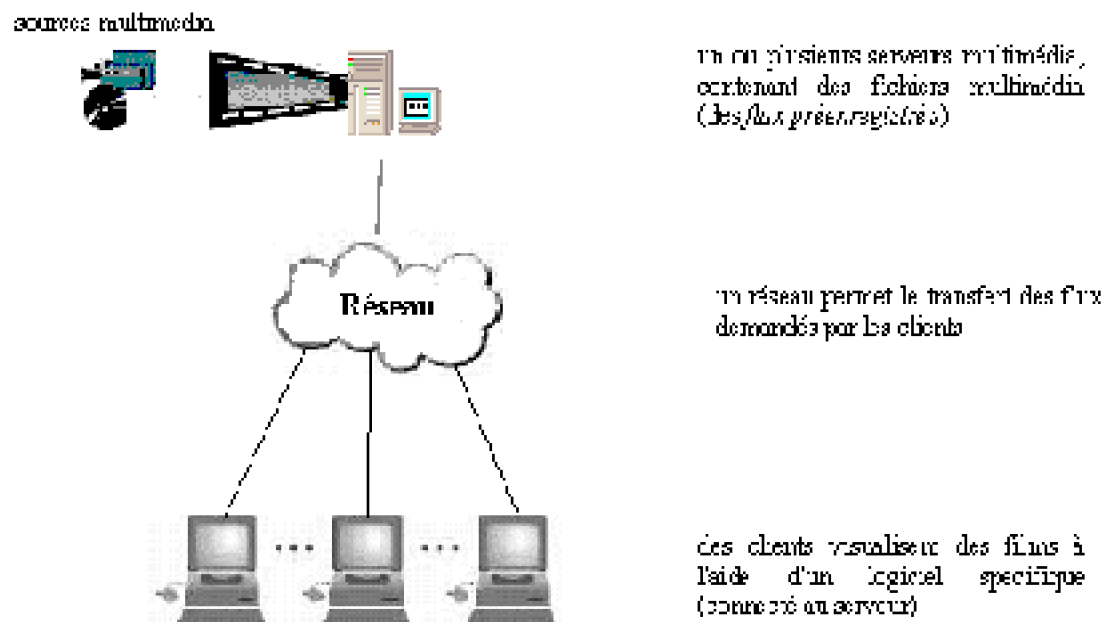 sources multimedia
un ou plusieurs serveurs multimédia,
contenant des fichiers multimédia
(des flux préenregistrés)
Réseau
un réseau permet le transfert des flux
demandés par les clients
des clients visualisent des films à
l'aide d'un logiciel specifique
(connecté au serveur)